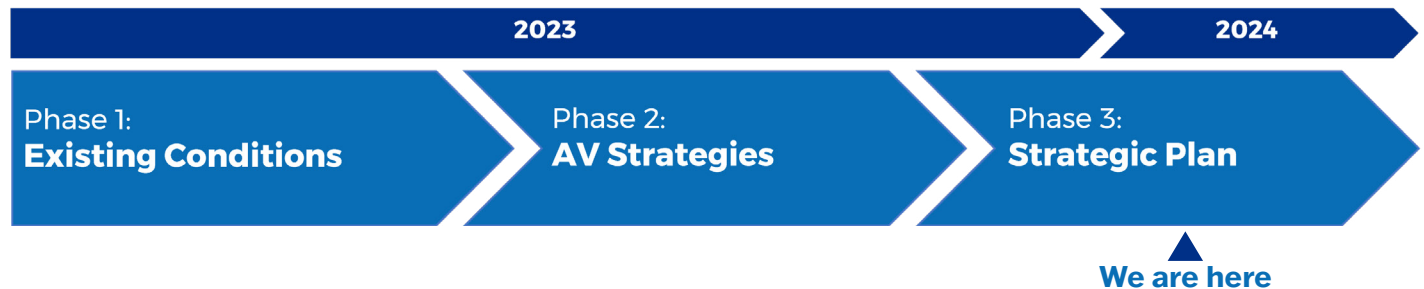 2023
2024
Phase 1:
Existing Conditions
Phase 2:
AV Strategies
Phase 3:
Strategic Plan
We are here